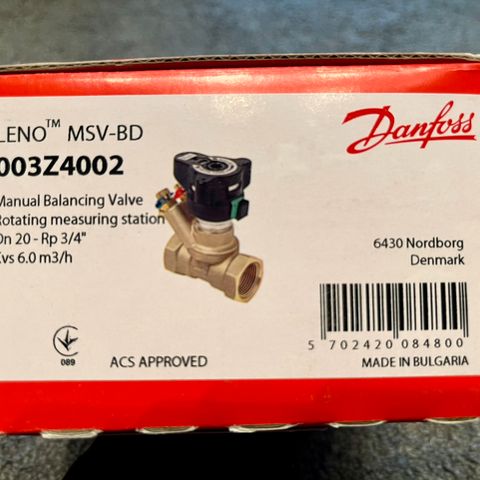 LENO™ MSV-BD
003Z4002
Manual Balancing Valve
Rotating measuring station
Dn 20 - Rp 3/4"
Kvs 6.0 m3/h
Danfoss
6430 Nordborg
Denmark
5 702420 084800
089
ACS APPROVED
MADE IN BULGARIA